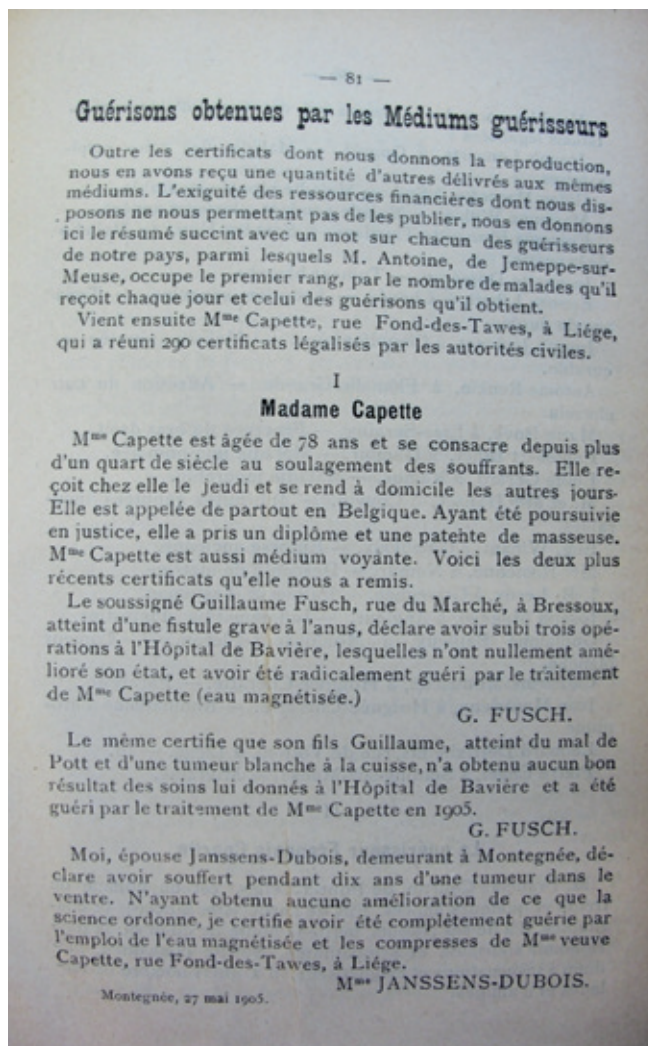 — 81 —
Guérisons obtenues par les Médiums guérisseurs
Outre les certificats dont nous donnons la reproduction,
nous en avons reçu une quantité d'autres délivrés aux mêmes
médiums. L'exiguité des ressources financières dont nous dis-
posons ne nous permettant pas de les publier, nous en donnons
ici le résumé succint avec un mot sur chacun des guérisseurs
de notre pays, parmi lesquels M. Antoine, de Jemeppe-sur-
Meuse, occupe le premier rang, par le nombre de malades qu'il
reçoit chaque jour et celui des guérisons qu'il obtient.
Vient ensuite Mme Capette, rue Fond-des-Tawes, à Liége,
qui a réuni 290 certificats légalisés par les autorités civiles.
I
Madame Capette
Mme Capette est âgée de 78 ans et se consacre depuis plus
d'un quart de siècle au soulagement des souffrants. Elle re-
çoit chez elle le jeudi et se rend à domicile les autres jours.
Elle est appelée de partout en Belgique. Ayant été poursuivie
en justice, elle a pris un diplôme et une patente de masseuse.
Mme Capette est aussi médium voyante. Voici les deux plus
récents certificats qu'elle nous a remis.
Le soussigné Guillaume Fusch, rue du Marché, à Bressoux,
atteint d'une fistule grave à l'anus, déclare avoir subi trois opé-
rations à l'Hôpital de Bavière, lesquelles n'ont nullement amé-
lioré son état, et avoir été radicalement guéri par le traitement
de Mme Capette (eau magnétisée.)
G. FUSCH.
Le même certifie que son fils Guillaume, atteint du mal de
Pott et d'une tumeur blanche à la cuisse, n'a obtenu aucun bon
résultat des soins lui donnés à l'Hôpital de Bavière et a été
guéri par le traitement de Mme Capette en 1905.
G. FUSCH.
Moi, épouse Janssens-Dubois, demeurant à Montegnée, dé-
clare avoir souffert pendant dix ans d'une tumeur dans le
ventre. N'ayant obtenu aucune amélioration de ce que la
science ordonne, je certifie avoir été complètement guérie par
l'emploi de l'eau magnétisée et les compresses de Mme veuve
Capette, rue Fond-des-Tawes, à Liége.
Mme JANSSENS-DUBOIS.
Montegnée, 27 mai 1905.